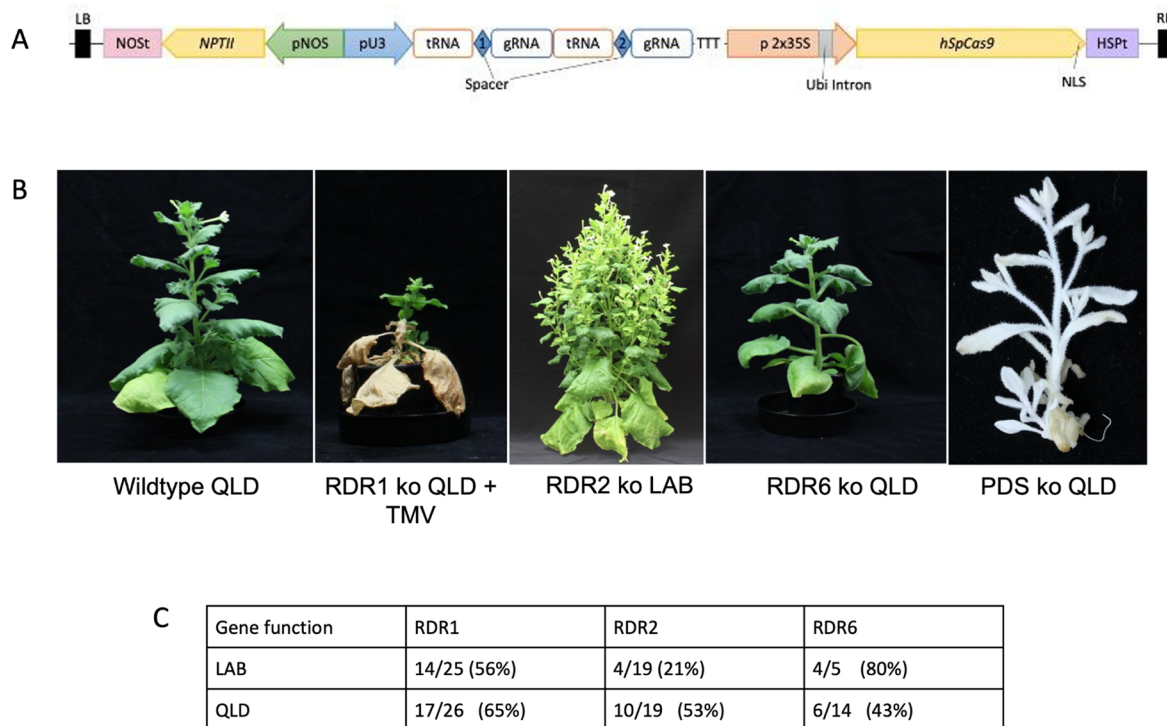 A
LB
NOSt
NPTII
pNOS
pU3
tRNA
1
gRNA
tRNA
2
gRNA
TTT
p 2x35S
hSpCas9
HSPt
Spacer
Ubi Intron
NLS
B
Wildtype QLD
RDR1 ko QLD +
TMV
RDR2 ko LAB
RDR6 ko QLD
PDS ko QLD
C
Gene function RDR1 RDR2 RDR6
LAB 14/25 (56%) 4/19 (21%) 4/5 (80%)
QLD 17/26 (65%) 10/19 (53%) 6/14 (43%)